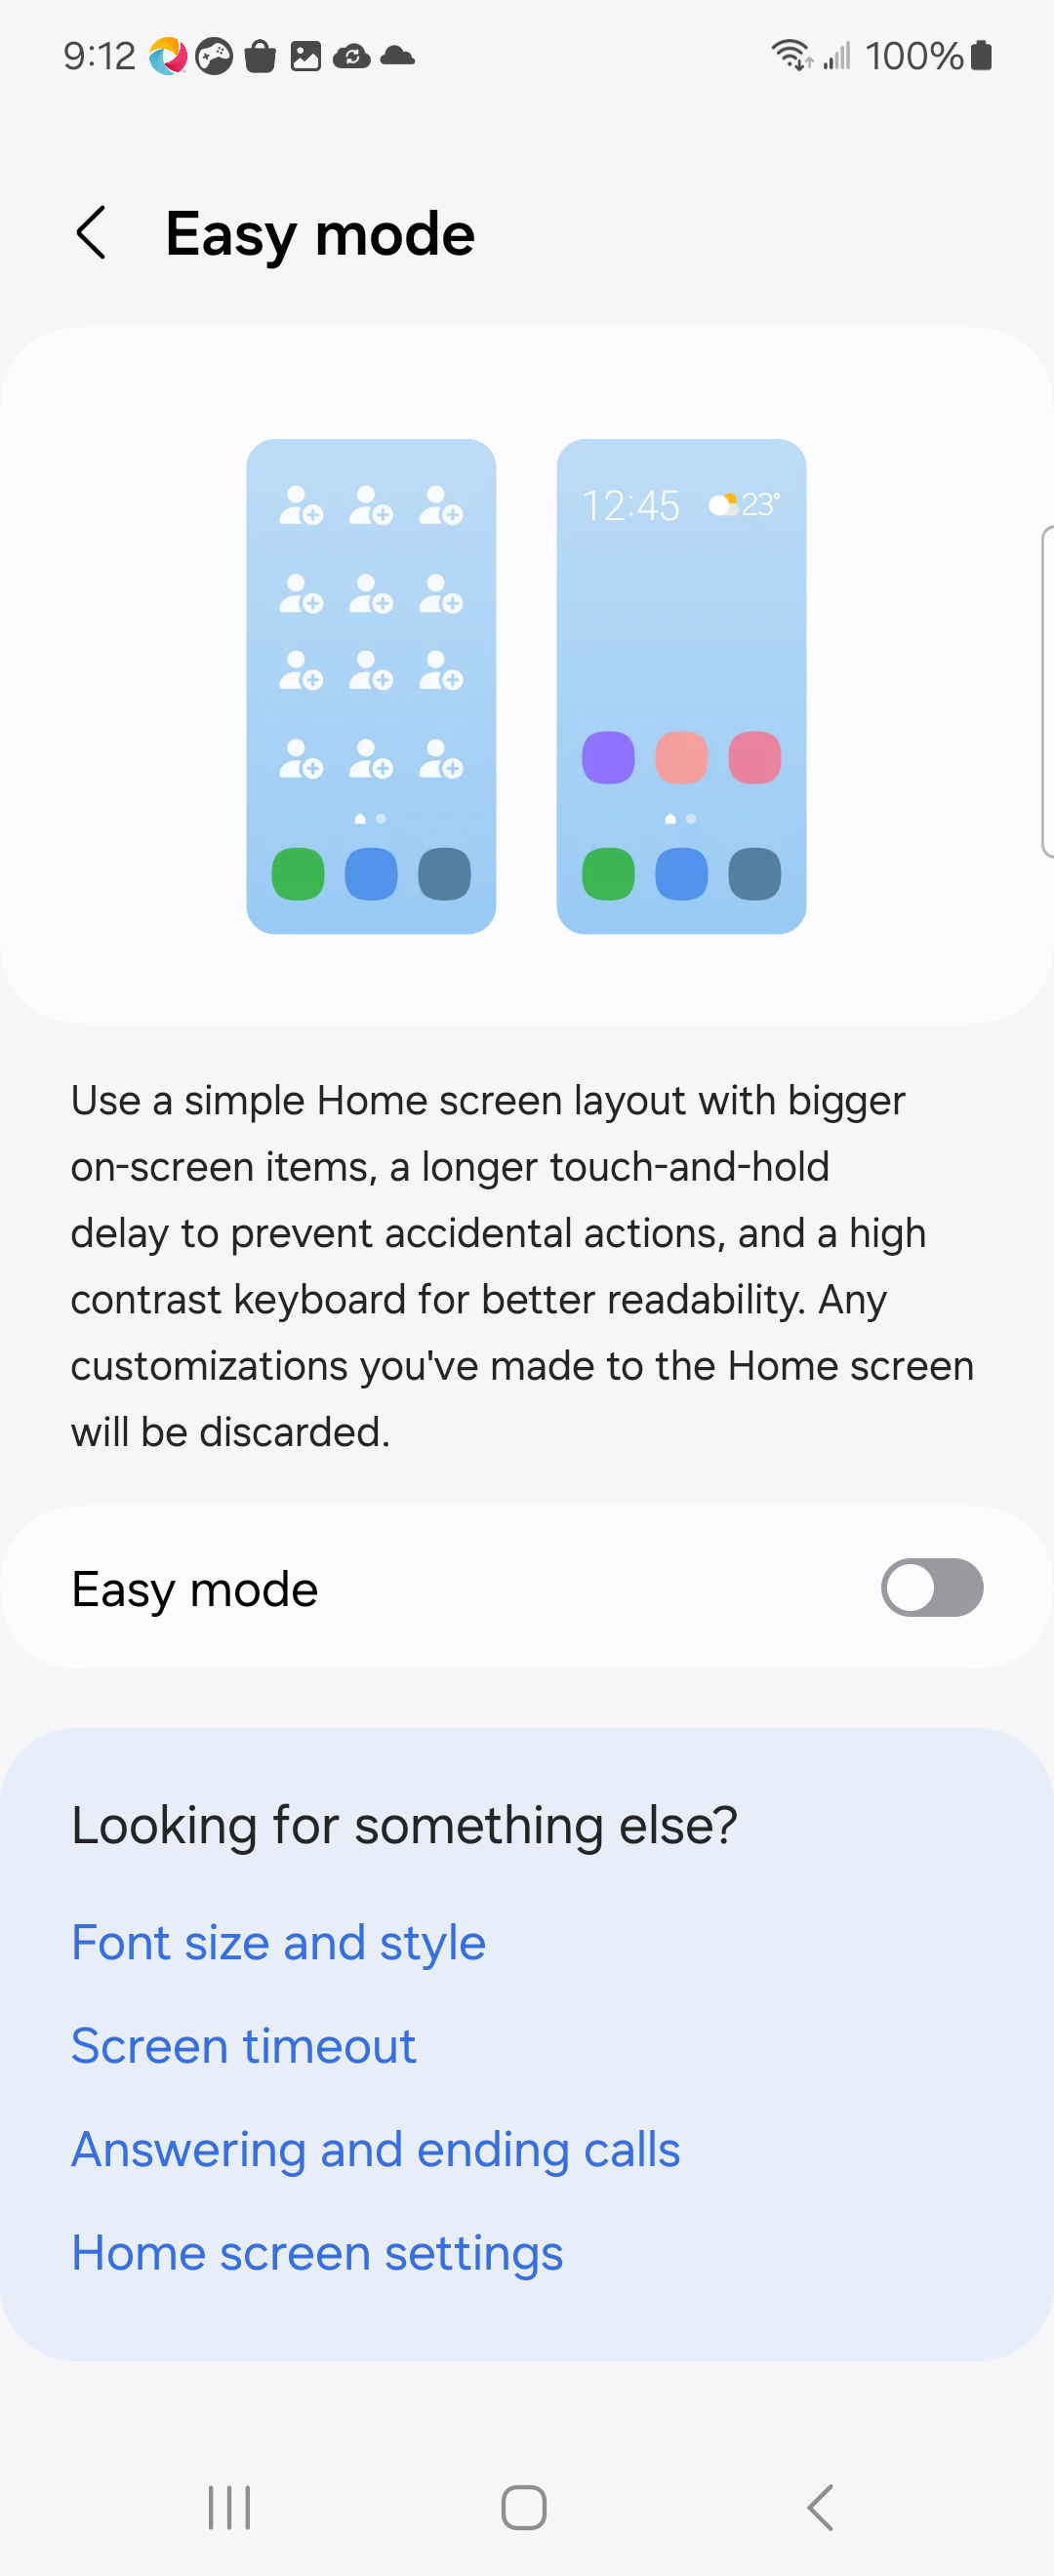 9:12
100%
Easy mode
12:45
23°
Use a simple Home screen layout with bigger
on-screen items, a longer touch-and-hold
delay to prevent accidental actions, and a high
contrast keyboard for better readability. Any
customizations you've made to the Home screen
will be discarded.
Easy mode
Looking for something else?
Font size and style
Screen timeout
Answering and ending calls
Home screen settings